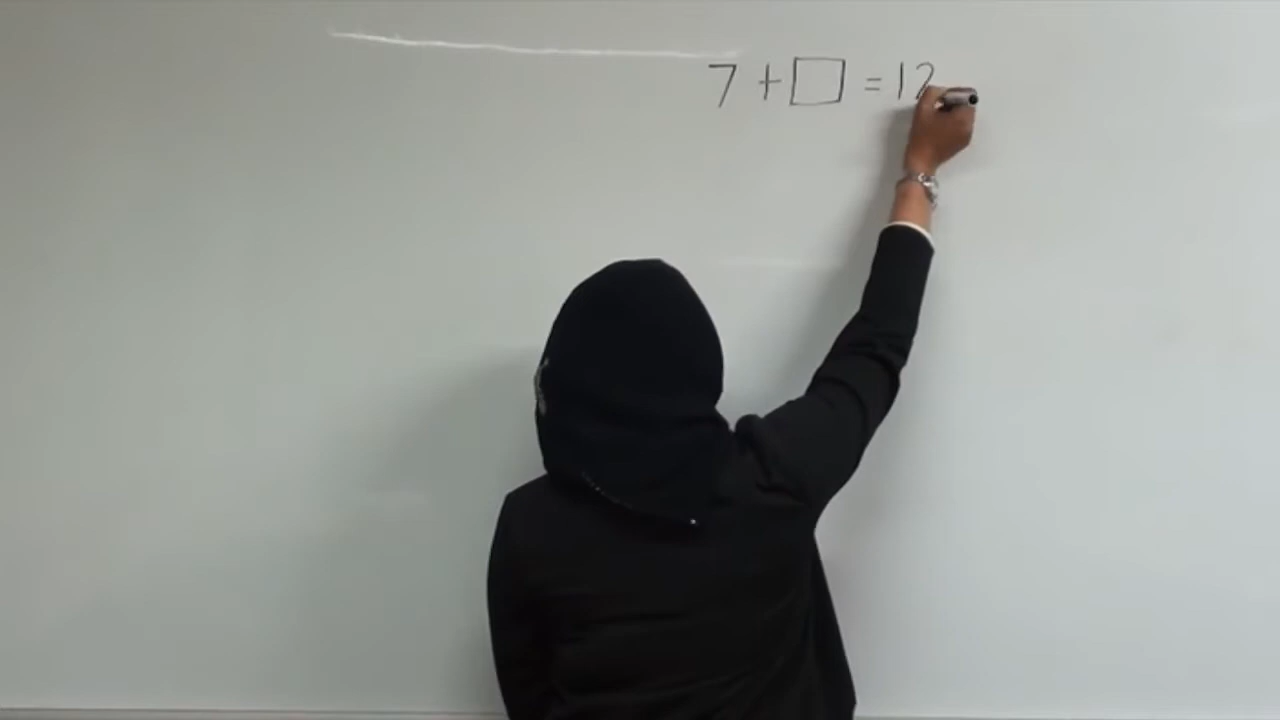 7 + □ = 12